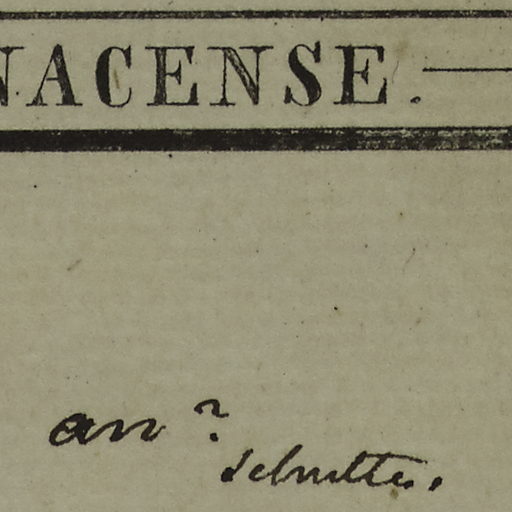 NACENSE.
an ?
Schultes.